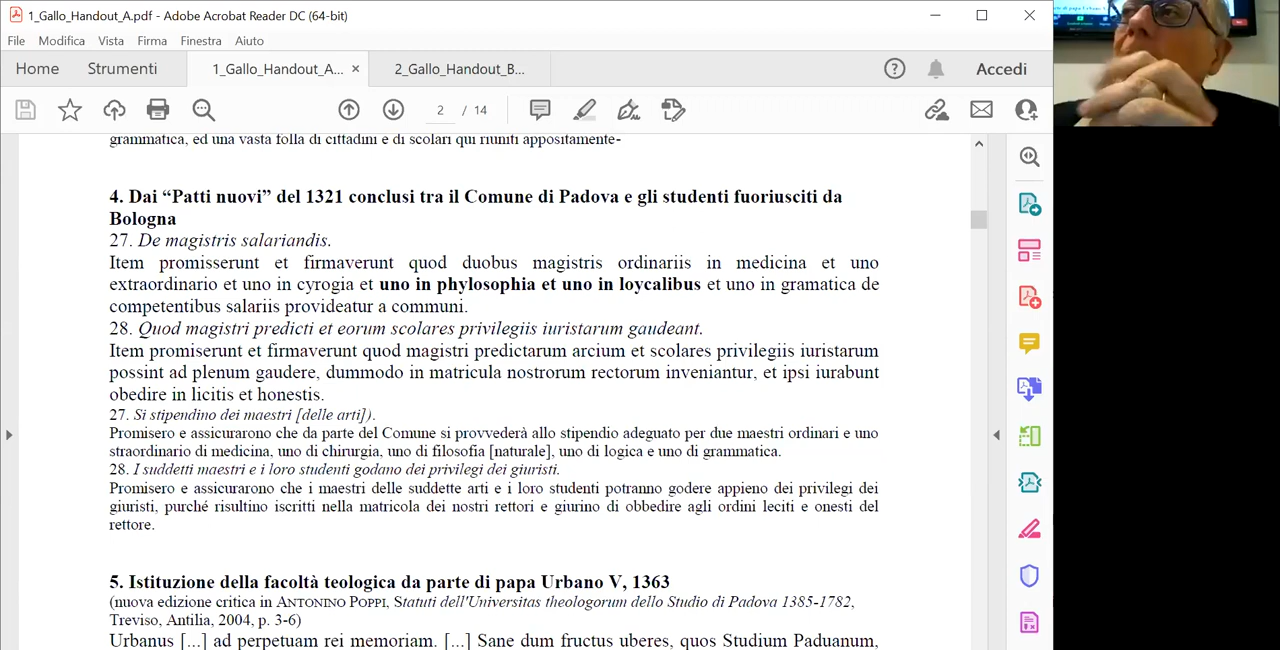 1_Gallo_Handout_A.pdf - Adobe Acrobat Reader DC (64-bit)
File Modifica Vista Firma Finestra Aiuto
Home Strumenti 1_Gallo_Handout_A... × 2_Gallo_Handout_B... Accedi
2 / 14
grammatica, ed una vasta folla di cittadini e di scolari qui riuniti appositamente-
4. Dai “Patti nuovi” del 1321 conclusi tra il Comune di Padova e gli studenti fuoriusciti da
Bologna
27. De magistris salariandis.
Item promisserunt et firmaverunt quod duobus magistris ordinariis in medicina et uno
extraordinario et uno in cyrogia et uno in phylosophia et uno in loycalibus et uno in gramatica de
competentibus salariis provideatur a communi.
28. Quod magistri predicti et eorum scolares privilegiis iuristarum gaudeant.
Item promiserunt et firmaverunt quod magistri predictarum arcium et scolares privilegiis iuristarum
possint ad plenum gaudere, dummodo in matricula nostrorum rectorum inveniantur, et ipsi iurabunt
obedire in licitis et honestis.
27. Si stipendino dei maestri [delle arti]).
Promisero e assicurarono che da parte del Comune si provvederà allo stipendio adeguato per due maestri ordinari e uno
straordinario di medicina, uno di chirurgia, uno di filosofia [naturale], uno di logica e uno di grammatica.
28. I suddetti maestri e i loro studenti godano dei privilegi dei giuristi.
Promisero e assicurarono che i maestri delle suddette arti e i loro studenti potranno godere appieno dei privilegi dei
giuristi, purché risultino iscritti nella matricola dei nostri rettori e giurino di obbedire agli ordini leciti e onesti del
rettore.
5. Istituzione della facoltà teologica da parte di papa Urbano V, 1363
(nuova edizione critica in ANTONINO POPPI, Statuti dell'Universitas theologorum dello Studio di Padova 1385-1782,
Treviso, Antilia, 2004, p. 3-6)
Urbanus [...] ad perpetuam rei memoriam. [...] Sane dum fructus uberes, quos Studium Paduanum,